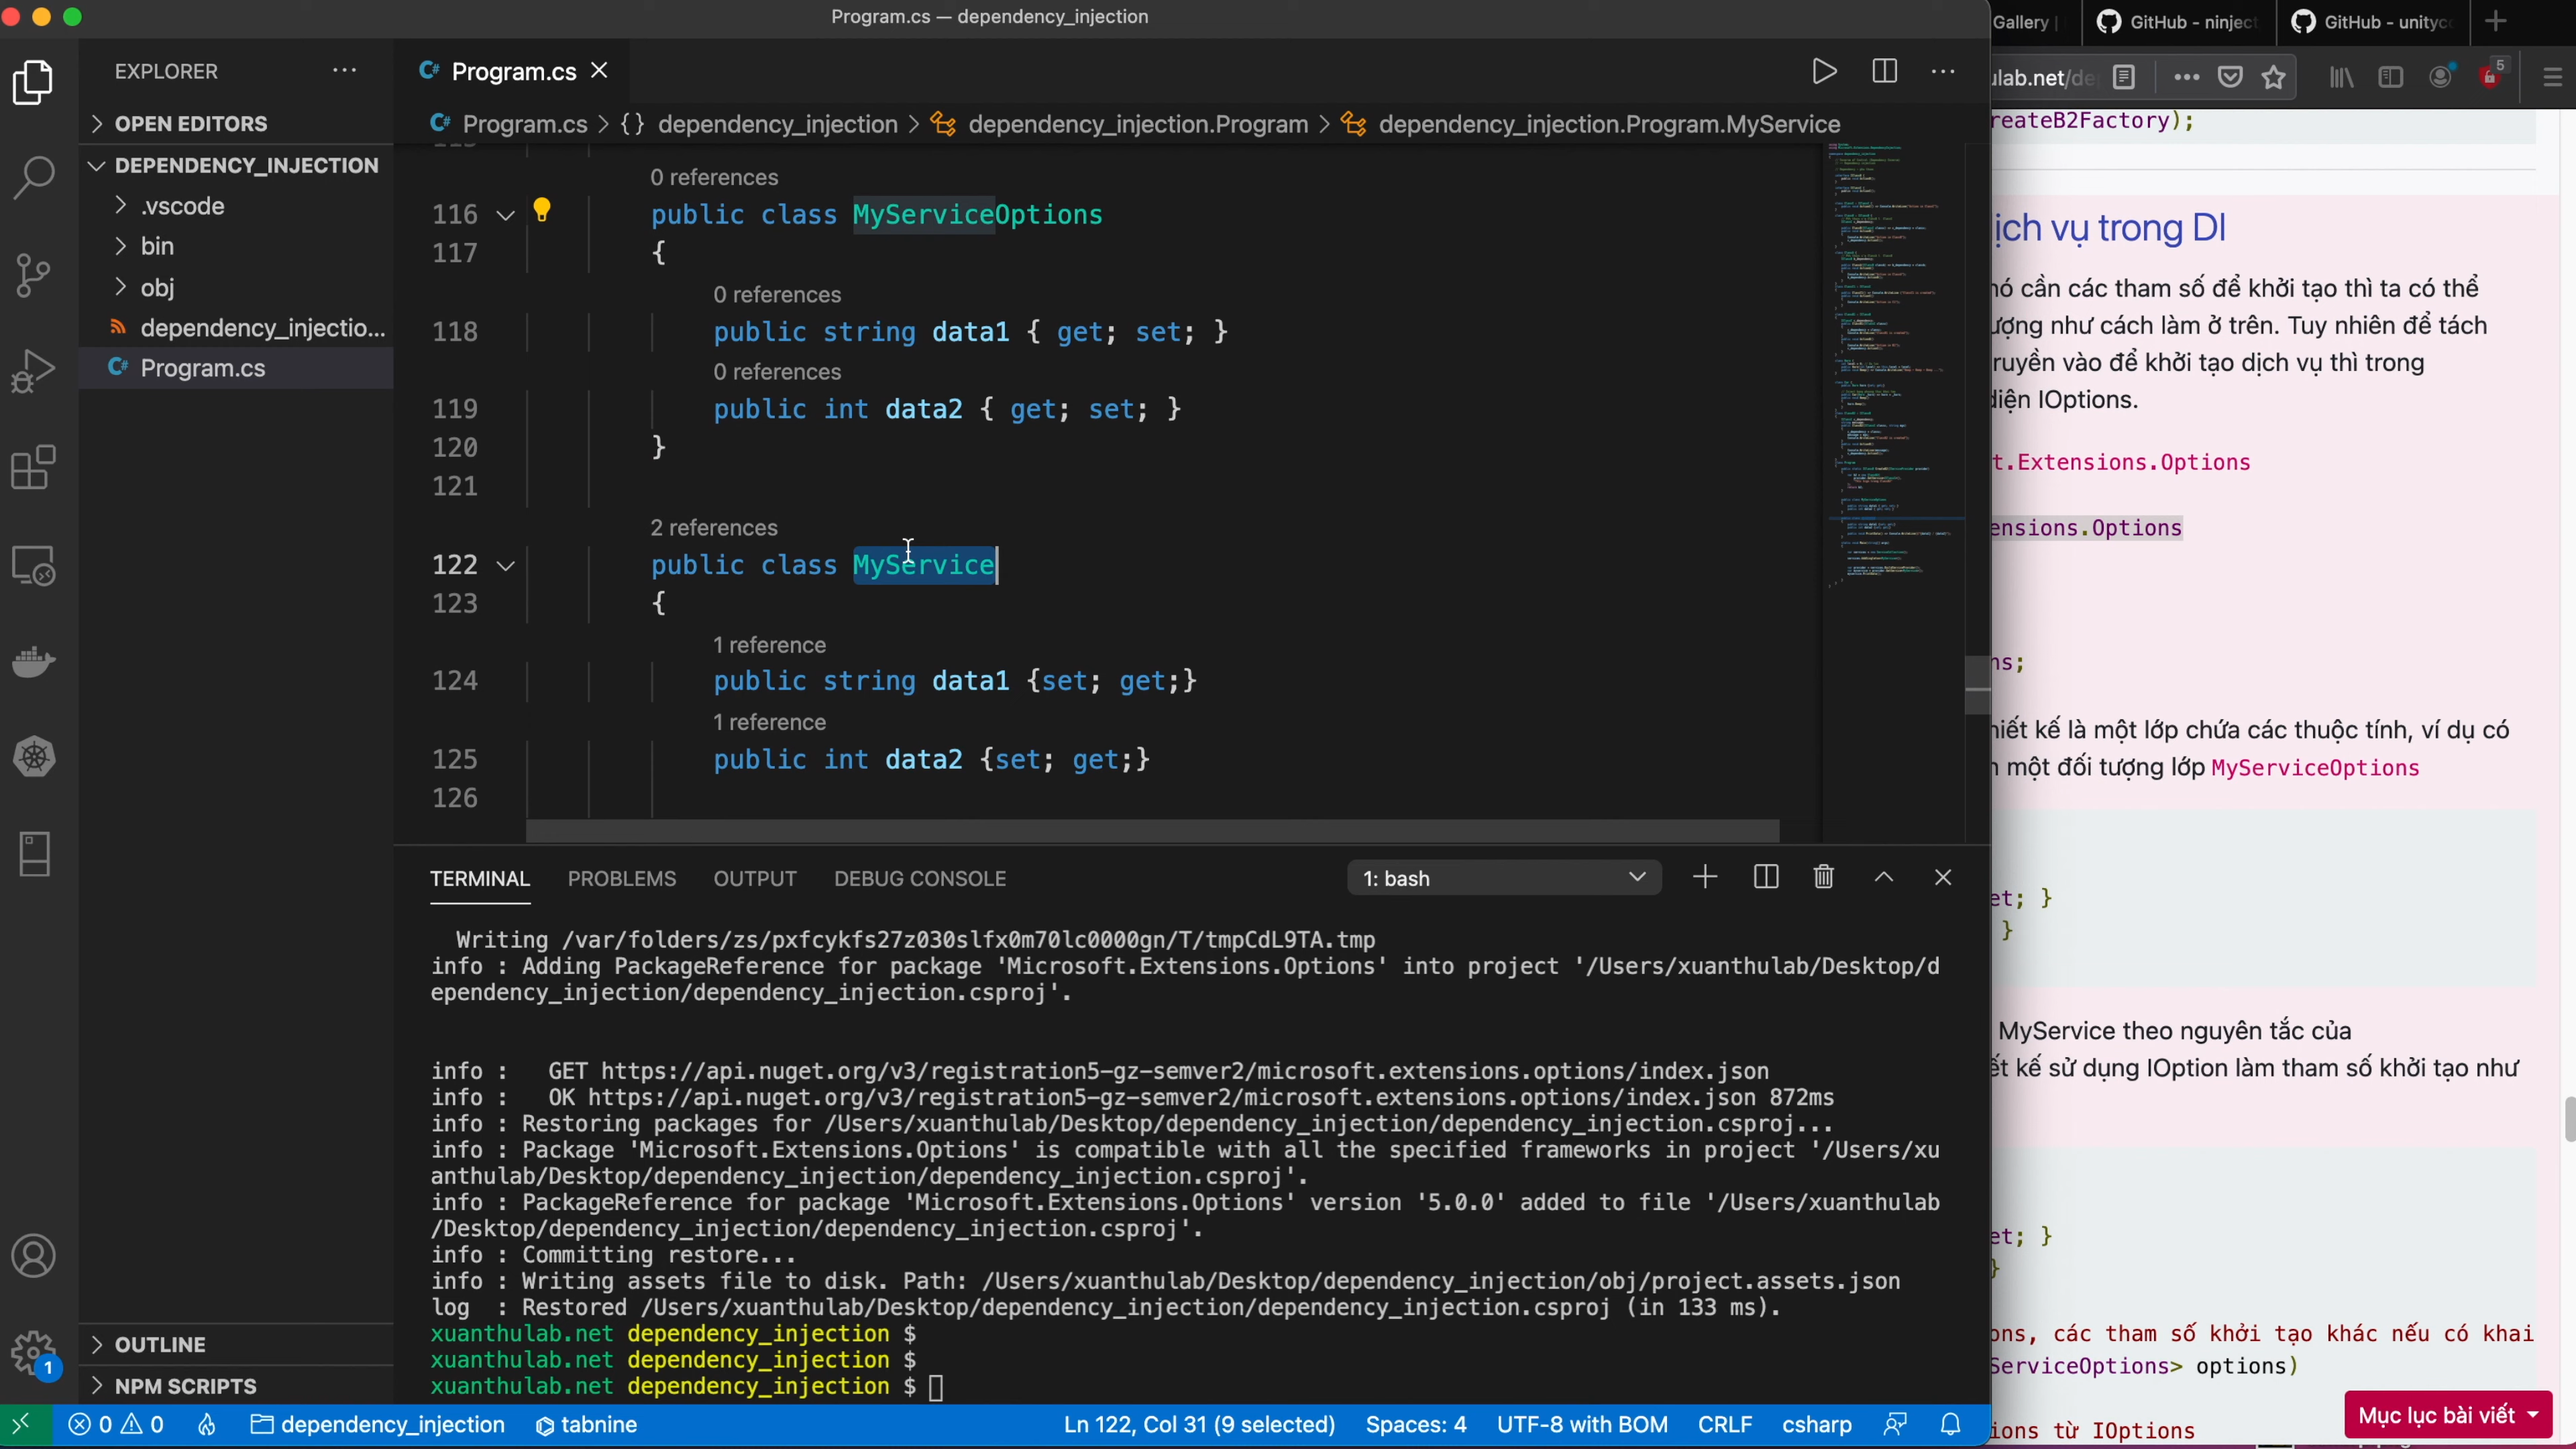 Program.cs — dependency_injection
Gallery |
GitHub - ninject
GitHub - unityc
EXPLORER
Program.cs
ulab.net/de
5
OPEN EDITORS
Program.cs > {} dependency_injection > dependency_injection.Program > dependency_injection.Program.MyService
DEPENDENCY_INJECTION
.vscode
bin
obj
dependency_injectio...
Program.cs
0 references
116 public class MyServiceOptions
117 {
0 references
118 public string data1 { get; set; }
0 references
119 public int data2 { get; set; }
120 }
121
2 references
122 public class MyService
123 {
1 reference
124 public string data1 {set; get;}
1 reference
125 public int data2 {set; get;}
126
TERMINAL PROBLEMS OUTPUT DEBUG CONSOLE 1: bash
Writing /var/folders/zs/pxfcykfs27z030slfx0m70lc0000gn/T/tmpCdL9TA.tmp
info : Adding PackageReference for package 'Microsoft.Extensions.Options' into project '/Users/xuanthulab/Desktop/d
ependency_injection/dependency_injection.csproj'.
info :   GET https://api.nuget.org/v3/registration5-gz-semver2/microsoft.extensions.options/index.json
info :   OK https://api.nuget.org/v3/registration5-gz-semver2/microsoft.extensions.options/index.json 872ms
info : Restoring packages for /Users/xuanthulab/Desktop/dependency_injection/dependency_injection.csproj...
info : Package 'Microsoft.Extensions.Options' is compatible with all the specified frameworks in project '/Users/xu
anthulab/Desktop/dependency_injection/dependency_injection.csproj'.
info : PackageReference for package 'Microsoft.Extensions.Options' version '5.0.0' added to file '/Users/xuanthulab
/Desktop/dependency_injection/dependency_injection.csproj'.
info : Committing restore...
info : Writing assets file to disk. Path: /Users/xuanthulab/Desktop/dependency_injection/obj/project.assets.json
log  : Restored /Users/xuanthulab/Desktop/dependency_injection/dependency_injection.csproj (in 133 ms).
xuanthulab.net dependency_injection $
xuanthulab.net dependency_injection $
xuanthulab.net dependency_injection $
OUTLINE
NPM SCRIPTS
1
0 0 dependency_injection tabnine Ln 122, Col 31 (9 selected) Spaces: 4 UTF-8 with BOM CRLF csharp
reateB2Factory);
ịch vụ trong DI
nó cần các tham số để khởi tạo thì ta có thể
ượng như cách làm ở trên. Tuy nhiên để tách
ruyền vào để khởi tạo dịch vụ thì trong
diện IOptions.
t.Extensions.Options
ensions.Options
ns;
hiết kế là một lớp chứa các thuộc tính, ví dụ có
n một đối tượng lớp MyServiceOptions
et; }
}
MyService theo nguyên tắc của
ết kế sử dụng IOption làm tham số khởi tạo như
et; }
}
ons, các tham số khởi tạo khác nếu có khai
ServiceOptions> options)
Mục lục bài viết
ions từ IOptions